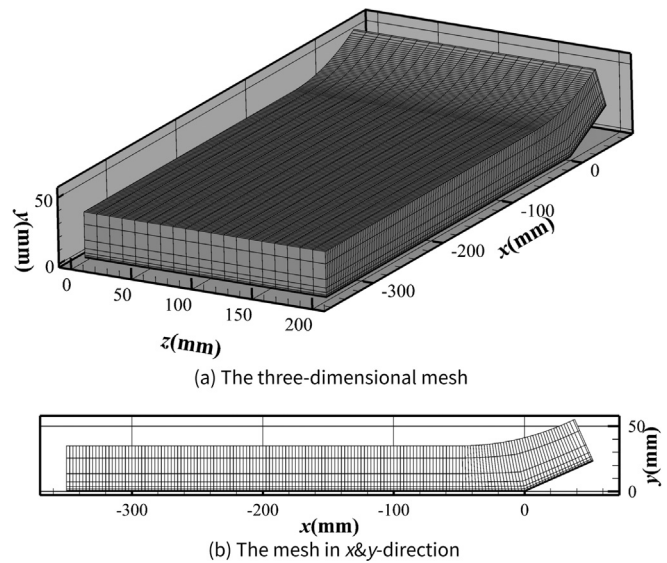 50
y(mm)
0
0
50
100
150
200
z(mm)
-300
-200
-100
0
x(mm)
(a) The three-dimensional mesh
50
0
y(mm)
-300 -200 -100 0
x(mm)
(b) The mesh in x&y-direction